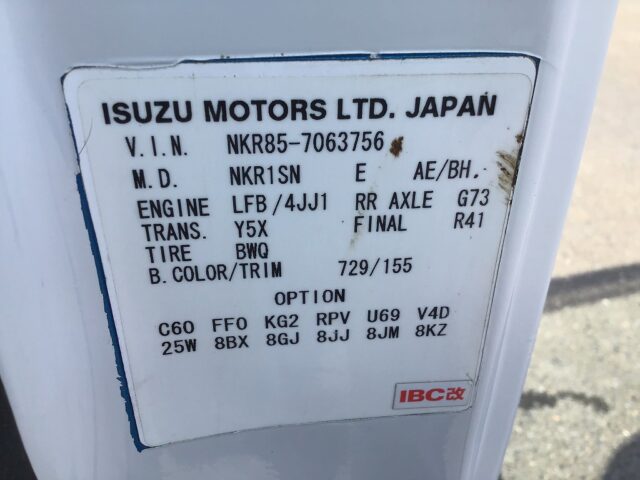 ISUZU MOTORS LTD. JAPAN
V.I.N. NKR85-7063756
M.D. NKR1SN E AE/BH.
ENGINE LFB/4JJ1 RR AXLE G73
TRANS. Y5X FINAL R41
TIRE BWQ
B.COLOR/TRIM 729/155
OPTION
C60 FF0 KG2 RPV U69 V4D
25W 8BX 8GJ 8JJ 8JM 8KZ
IBC改